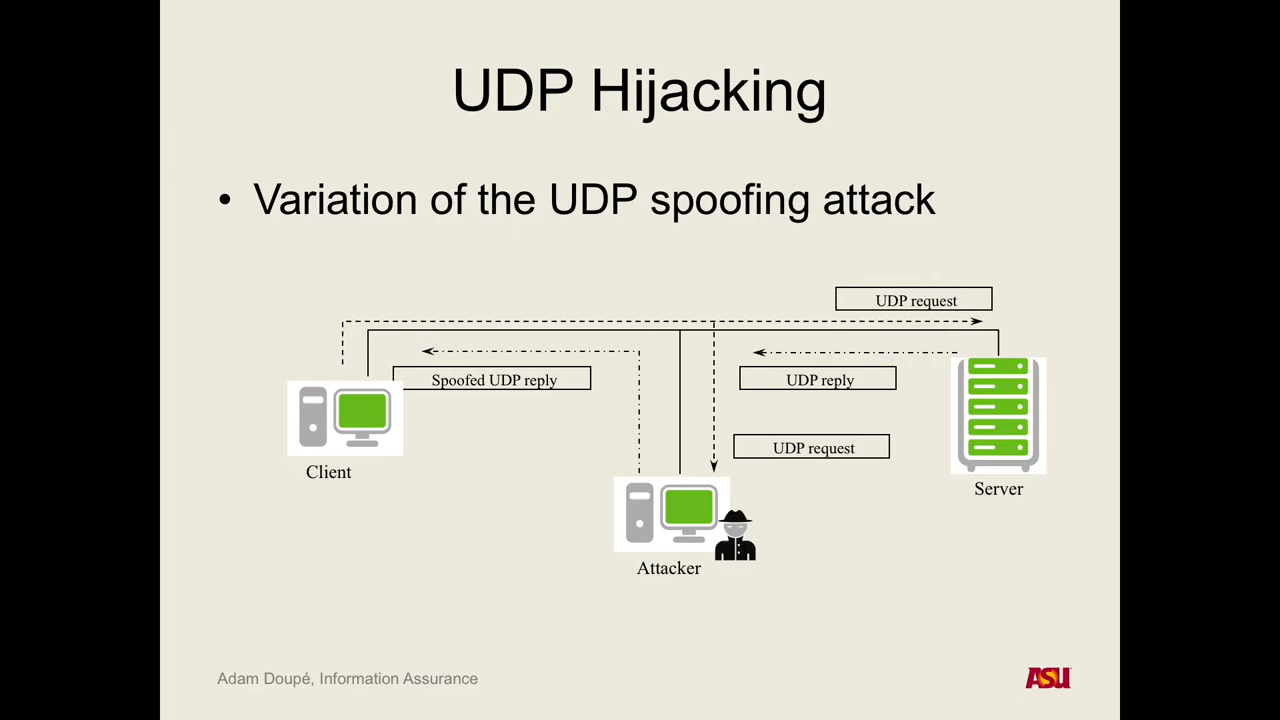 UDP Hijacking
• Variation of the UDP spoofing attack
UDP request
Spoofed UDP reply
UDP reply
UDP request
Client
Server
Attacker
Adam Doupé, Information Assurance
ASU